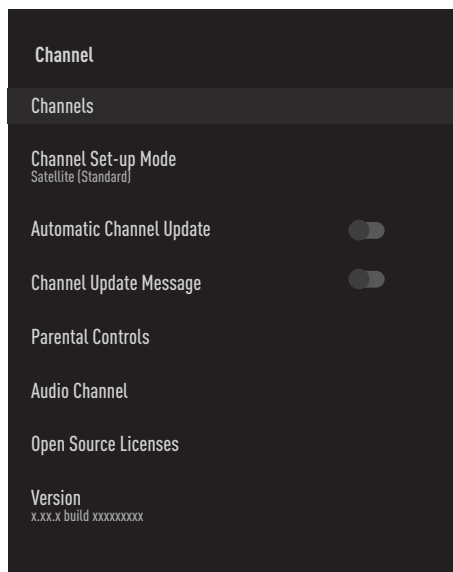 Channel
Channels
Channel Set-up Mode
Satellite (Standard)
Automatic Channel Update
Channel Update Message
Parental Controls
Audio Channel
Open Source Licenses
Version
x.xx.x build xxxxxxxxx